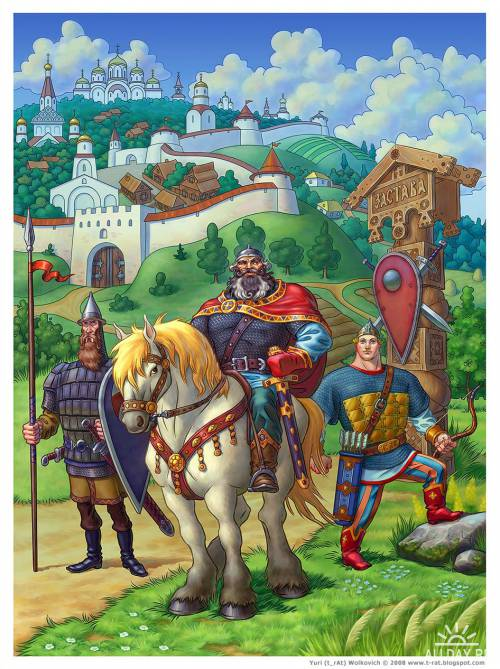 ЗАСТАВА
Yuri (t_rAt) Wolkovich © 2008 www.t-rat.blogspot.com